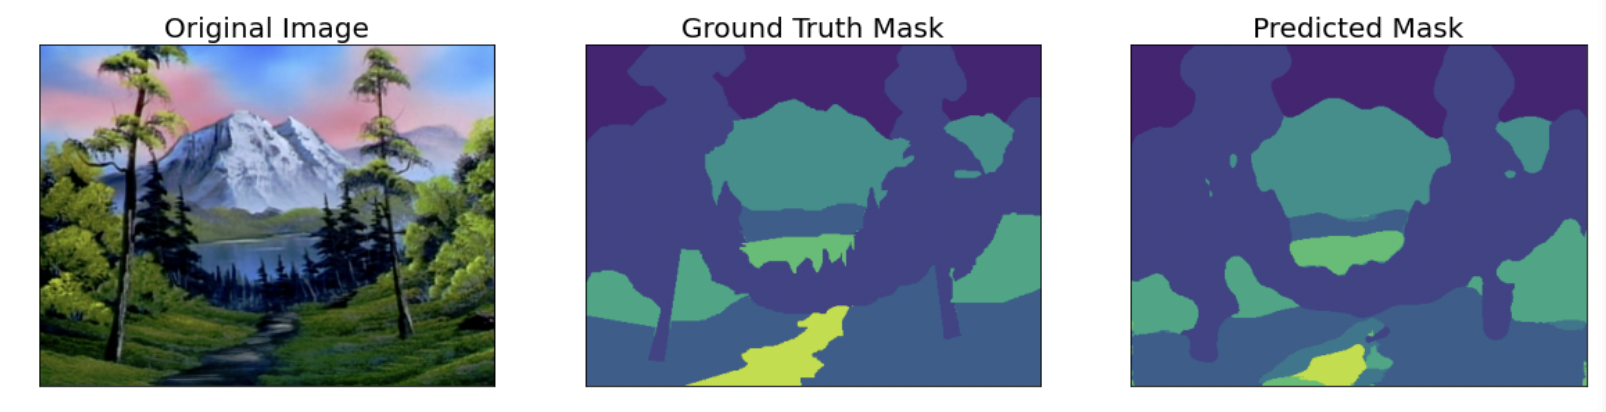 Original Image
Ground Truth Mask
Predicted Mask